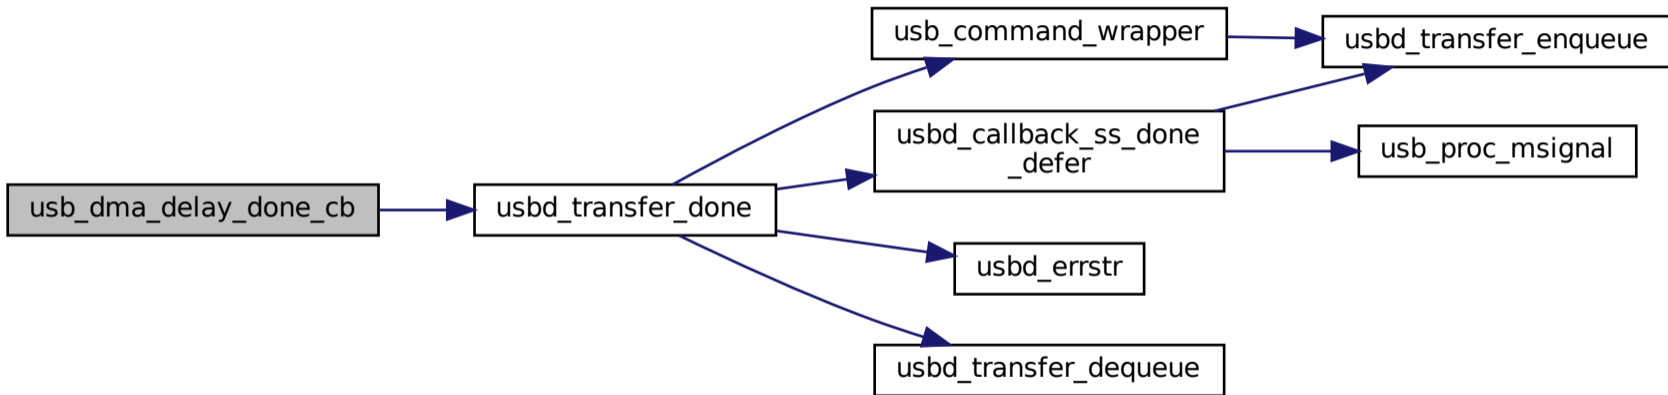 usb_command_wrapper
usbd_transfer_enqueue
usbd_callback_ss_done
_defer
usb_proc_msignal
usb_dma_delay_done_cb
usbd_transfer_done
usbd_errstr
usbd_transfer_dequeue